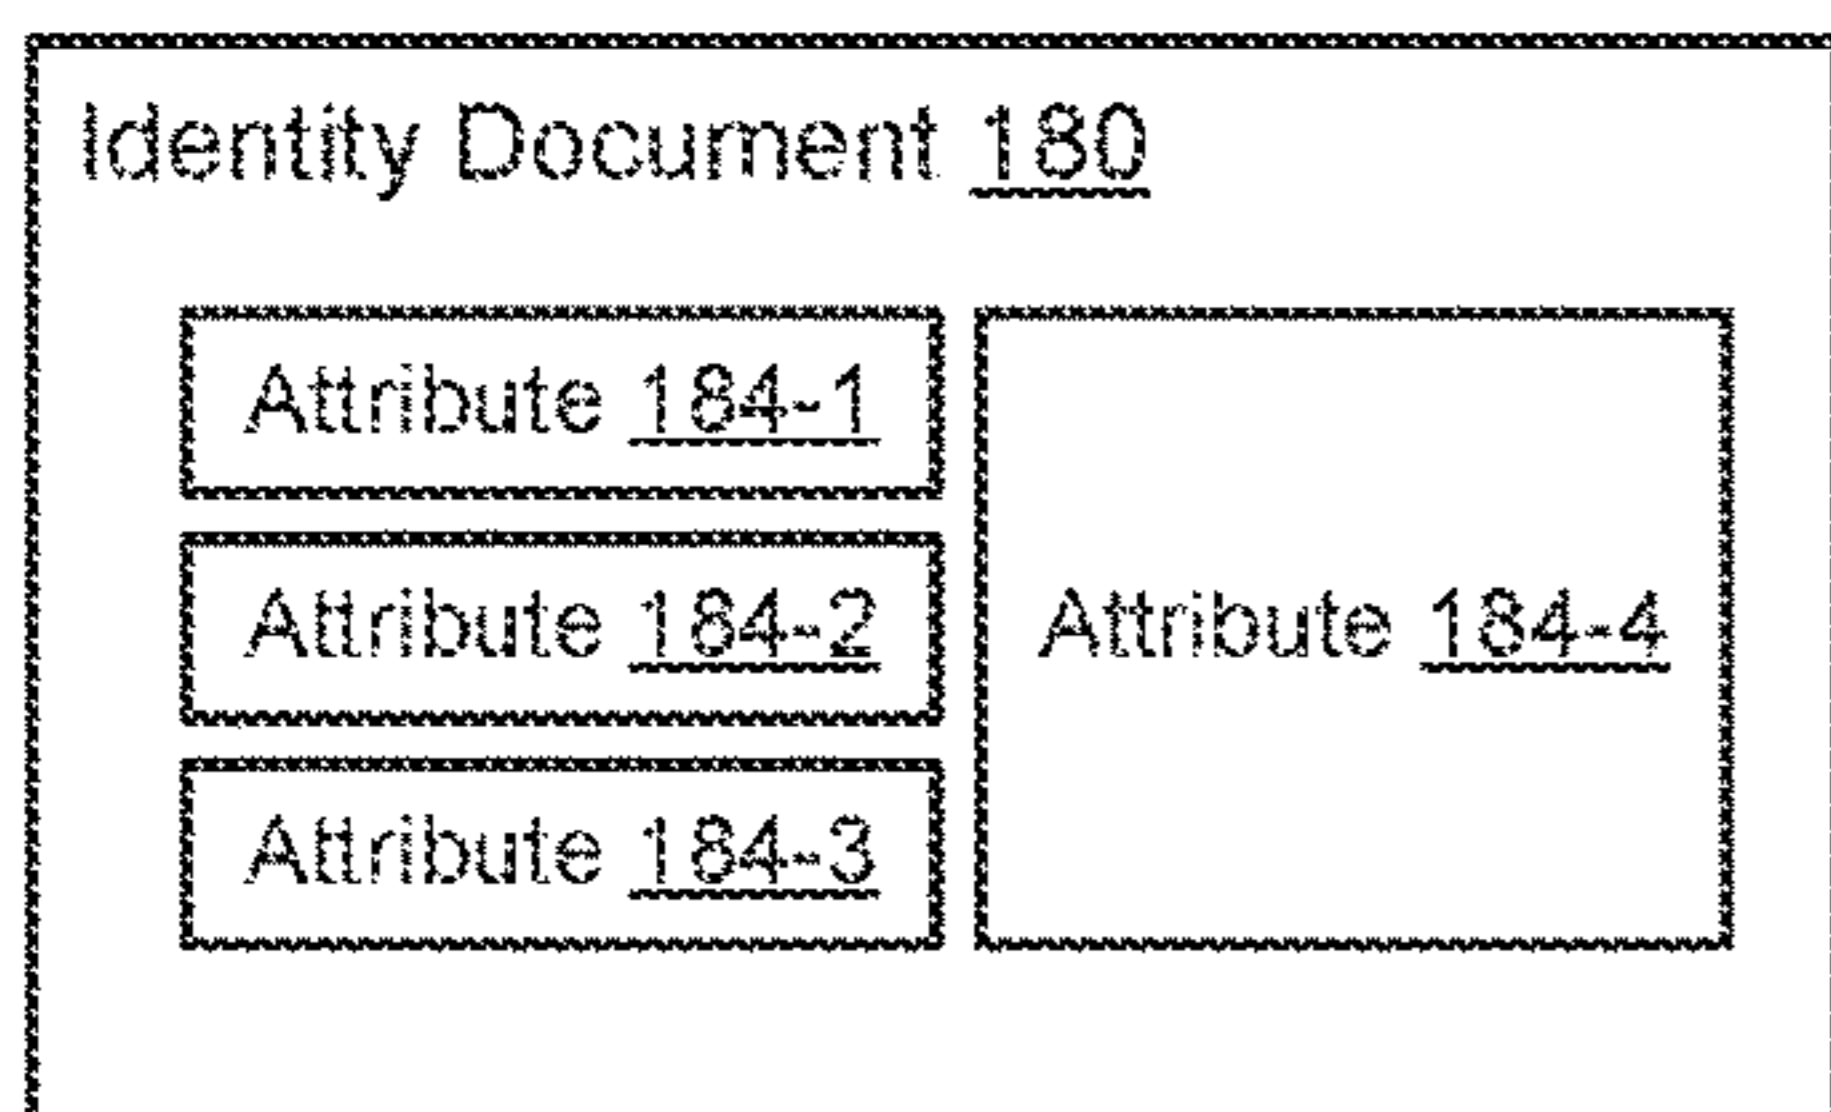 Identity Document 180
Attribute 184-1
Attribute 184-2
Attribute 184-3
Attribute 184-4